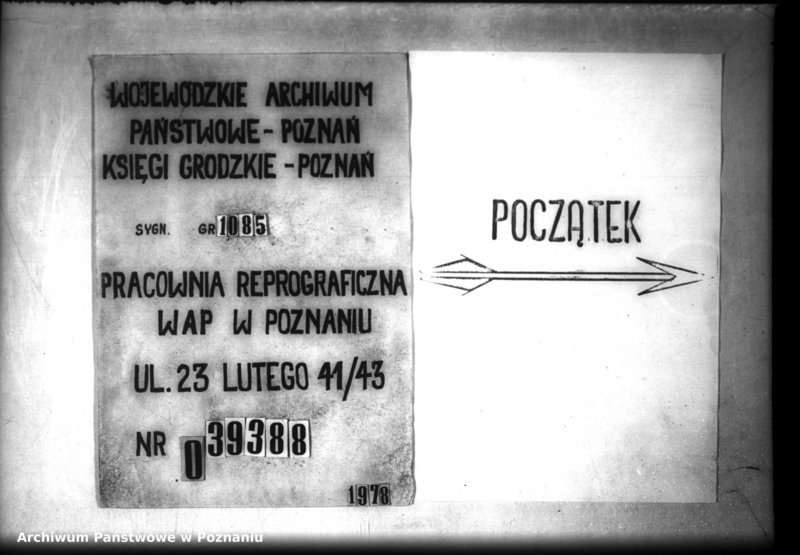 WOJEWÓDZKIE ARCHIWUM
PAŃSTWOWE - POZNAŃ
KSIĘGI GRODZKIE - POZNAŃ
SYGN. GR 1085
PRACOWNIA REPROGRAFICZNA
WAP W POZNANIU
UL. 23 LUTEGO 41/43
NR 039388
1978
POCZĄTEK
Archiwum Państwowe w Poznaniu